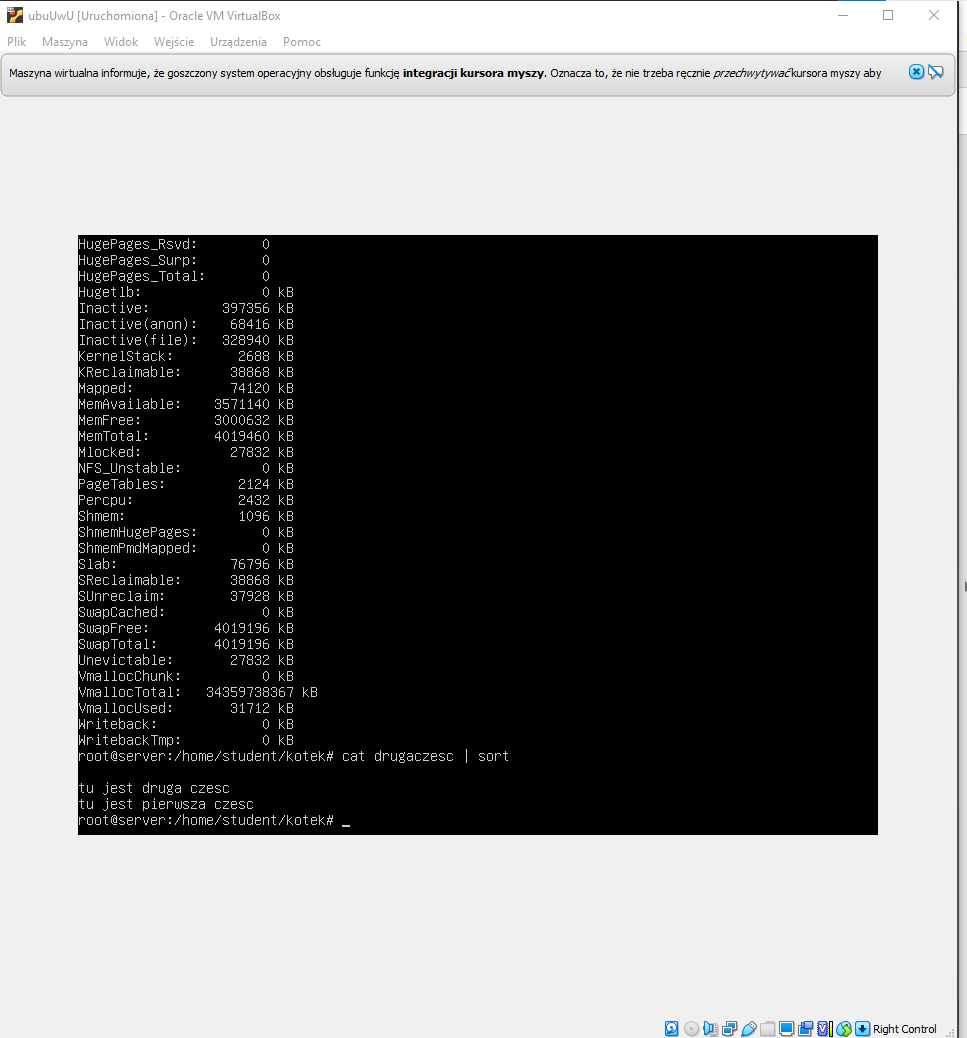 ubuUwU [Uruchomiona] - Oracle VM VirtualBox
Plik Maszyna Widok Wejście Urządzenia Pomoc
Maszyna wirtualna informuje, że goszczony system operacyjny obsługuje funkcję integracji kursora myszy. Oznacza to, że nie trzeba ręcznie przechwytywać kursora myszy aby
HugePages_Rsvd: 0
HugePages_Surp: 0
HugePages_Total: 0
Hugetlb: 0 kB
Inactive: 397356 kB
Inactive(anon): 68416 kB
Inactive(file): 328940 kB
KernelStack: 2688 kB
KReclaimable: 38868 kB
Mapped: 74120 kB
MemAvailable: 3571140 kB
MemFree: 3000632 kB
MemTotal: 4019460 kB
Mlocked: 27832 kB
NFS_Unstable: 0 kB
PageTables: 2124 kB
Percpu: 2432 kB
Shmem: 1096 kB
ShmemHugePages: 0 kB
ShmemPmdMapped: 0 kB
Slab: 76796 kB
SReclaimable: 38868 kB
SUnreclaim: 37928 kB
SwapCached: 0 kB
SwapFree: 4019196 kB
SwapTotal: 4019196 kB
Unevictable: 27832 kB
VmallocChunk: 0 kB
VmallocTotal: 34359738367 kB
VmallocUsed: 31712 kB
Writeback: 0 kB
WritebackTmp: 0 kB
root@server:/home/student/kotek# cat drugaczesc | sort
tu jest druga czesc
tu jest pierwsza czesc
root@server:/home/student/kotek# _
Right Control